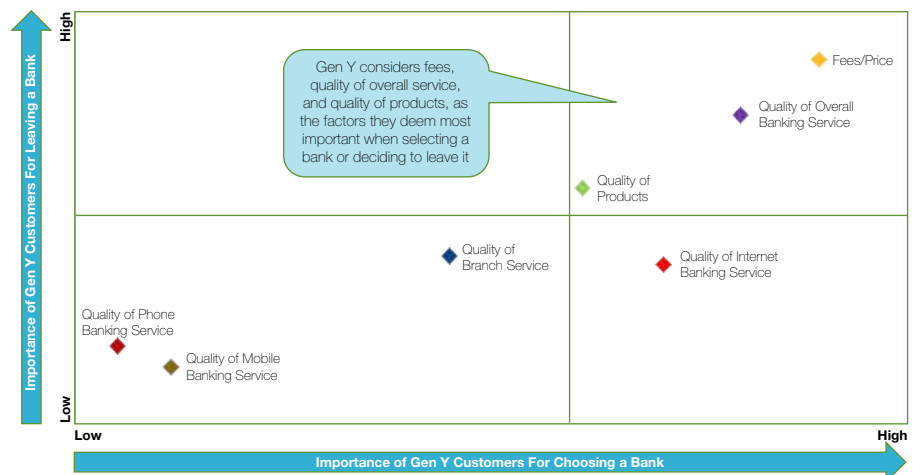 Importance of Gen Y Customers For Leaving a Bank
High
Low
Gen Y considers fees,
quality of overall service,
and quality of products, as
the factors they deem most
important when selecting a
bank or deciding to leave it
Fees/Price
Quality of Overall
Banking Service
Quality of
Products
Quality of
Branch Service
Quality of Internet
Banking Service
Quality of Phone
Banking Service
Quality of Mobile
Banking Service
Low
High
Importance of Gen Y Customers For Choosing a Bank